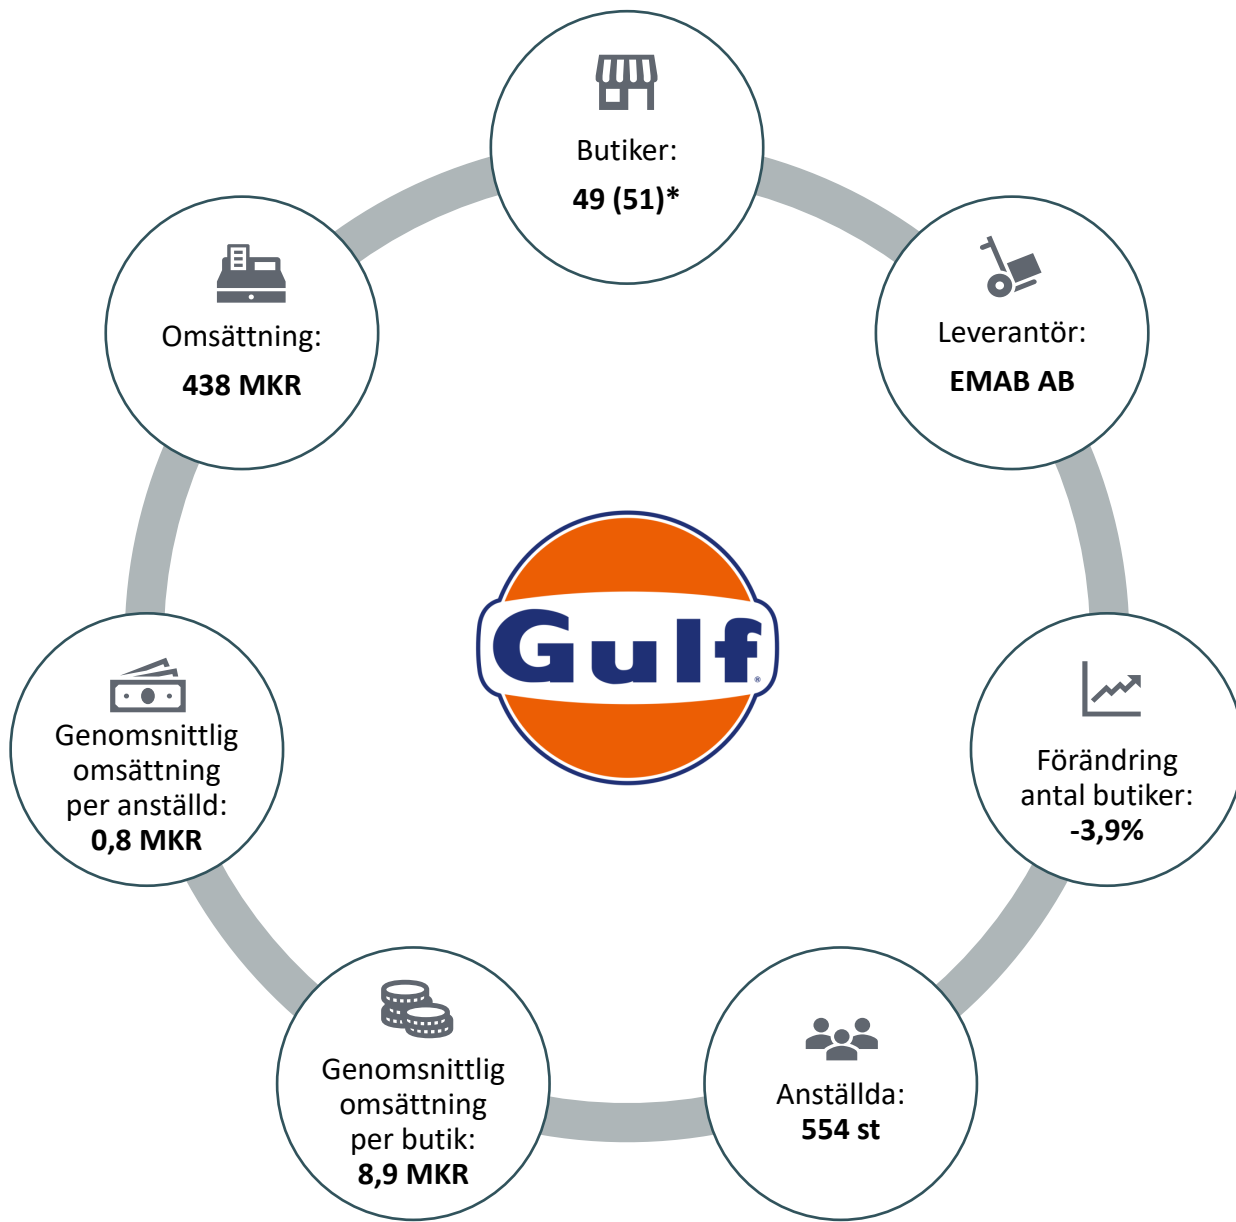 Butiker:
49 (51)*
Leverantör:
EMAB AB
Förändring
antal butiker:
-3,9%
Anställda:
554 st
Genomsnittlig
omsättning
per butik:
8,9 MKR
Genomsnittlig
omsättning
per anställd:
0,8 MKR
Omsättning:
438 MKR
Gulf®